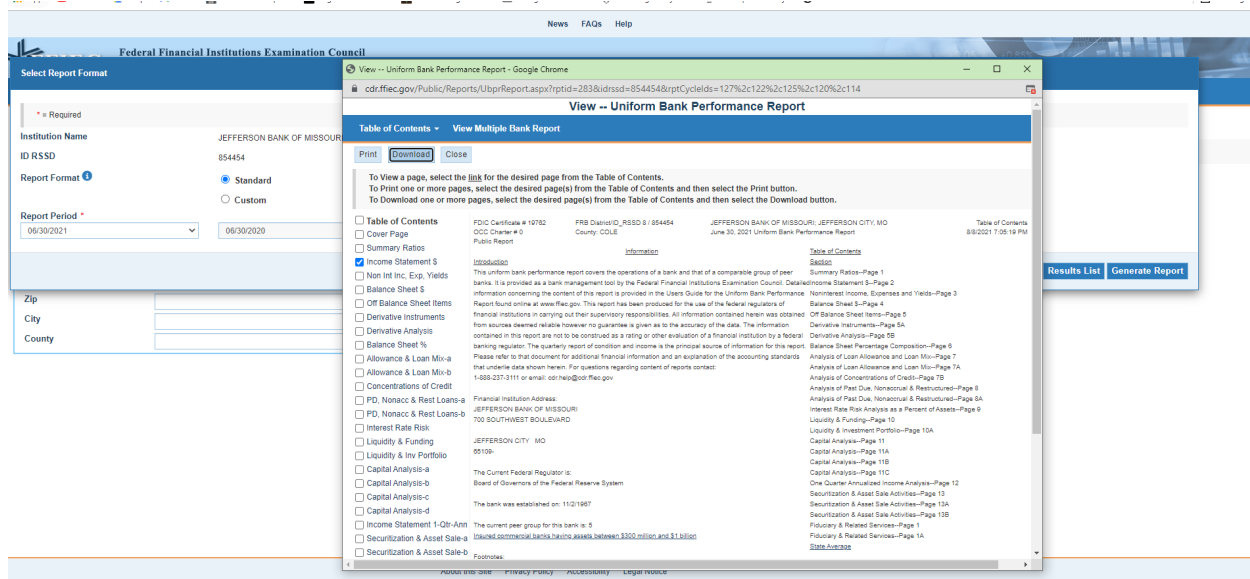 News FAQs Help
Federal Financial Institutions Examination Council
Select Report Format
* = Required
Institution Name JEFFERSON BANK OF MISSOURI
ID RSSD 854454
Report Format Standard
Custom
Report Period *
06/30/2021 06/30/2020
Results List Generate Report
Zip
City
County
View -- Uniform Bank Performance Report - Google Chrome
cdr.ffiec.gov/Public/Reports/UbprReport.aspx?rptid=283&idrssd=854454&rptCycleIds=127%2c122%2c125%2c120%2c114
View -- Uniform Bank Performance Report
Table of Contents View Multiple Bank Report
Print Download Close
To View a page, select the link for the desired page from the Table of Contents.
To Print one or more pages, select the desired page(s) from the Table of Contents and then select the Print button.
To Download one or more pages, select the desired page(s) from the Table of Contents and then select the Download button.
Table of Contents
Cover Page
Summary Ratios
Income Statement $
Non Int Inc, Exp, Yields
Balance Sheet $
Off Balance Sheet Items
Derivative Instruments
Derivative Analysis
Balance Sheet %
Allowance & Loan Mix-a
Allowance & Loan Mix-b
Concentrations of Credit
PD, Nonacc & Rest Loans-a
PD, Nonacc & Rest Loans-b
Interest Rate Risk
Liquidity & Funding
Liquidity & Inv Portfolio
Capital Analysis-a
Capital Analysis-b
Capital Analysis-c
Capital Analysis-d
Income Statement 1-Qtr-Ann
Securitization & Asset Sale-a
Securitization & Asset Sale-b
FDIC Certificate # 19762 FRB District/ID_RSSD 8 / 854454 JEFFERSON BANK OF MISSOURI; JEFFERSON CITY, MO Table of Contents
OCC Charter # 0 County: COLE June 30, 2021 Uniform Bank Performance Report 8/8/2021 7:05:19 PM
Public Report
Information
Introduction
This uniform bank performance report covers the operations of a bank and that of a comparable group of peer
banks. It is provided as a bank management tool by the Federal Financial Institutions Examination Council. Detailed
information concerning the content of this report is provided in the Users Guide for the Uniform Bank Performance
Report found online at www.ffiec.gov. This report has been produced for the use of the federal regulators of
financial institutions in carrying out their supervisory responsibilities. All information contained herein was obtained
from sources deemed reliable however no guarantee is given as to the accuracy of the data. The information
contained in this report are not to be construed as a rating or other evaluation of a financial institution by a federal
banking regulator. The quarterly report of condition and income is the principal source of information for this report.
Please refer to that document for additional financial information and an explanation of the accounting standards
that underlie data shown herein. For questions regarding content of reports contact:
1-888-237-3111 or email: cdr.help@cdr.ffiec.gov
Financial Institution Address:
JEFFERSON BANK OF MISSOURI
700 SOUTHWEST BOULEVARD
JEFFERSON CITY MO
65109-
The Current Federal Regulator is:
Board of Governors of the Federal Reserve System
The bank was established on: 11/2/1967
The current peer group for this bank is: 5
Insured commercial banks having assets between $300 million and $1 billion
Footnotes:
Table of Contents
Section
Summary Ratios--Page 1
Income Statement $--Page 2
Noninterest Income, Expenses and Yields--Page 3
Balance Sheet $--Page 4
Off Balance Sheet Items--Page 5
Derivative Instruments--Page 5A
Derivative Analysis--Page 5B
Balance Sheet Percentage Composition--Page 6
Analysis of Loan Allowance and Loan Mix--Page 7
Analysis of Loan Allowance and Loan Mix--Page 7A
Analysis of Concentrations of Credit--Page 7B
Analysis of Past Due, Nonaccrual & Restructured--Page 8
Analysis of Past Due, Nonaccrual & Restructured--Page 8A
Interest Rate Risk Analysis as a Percent of Assets--Page 9
Liquidity & Funding--Page 10
Liquidity & Investment Portfolio--Page 10A
Capital Analysis--Page 11
Capital Analysis--Page 11A
Capital Analysis--Page 11B
Capital Analysis--Page 11C
One Quarter Annualized Income Analysis--Page 12
Securitization & Asset Sale Activities--Page 13
Securitization & Asset Sale Activities--Page 13A
Securitization & Asset Sale Activities--Page 13B
Fiduciary & Related Services--Page 1
Fiduciary & Related Services--Page 1A
State Average
About this Site Privacy Policy Accessibility Legal Notice